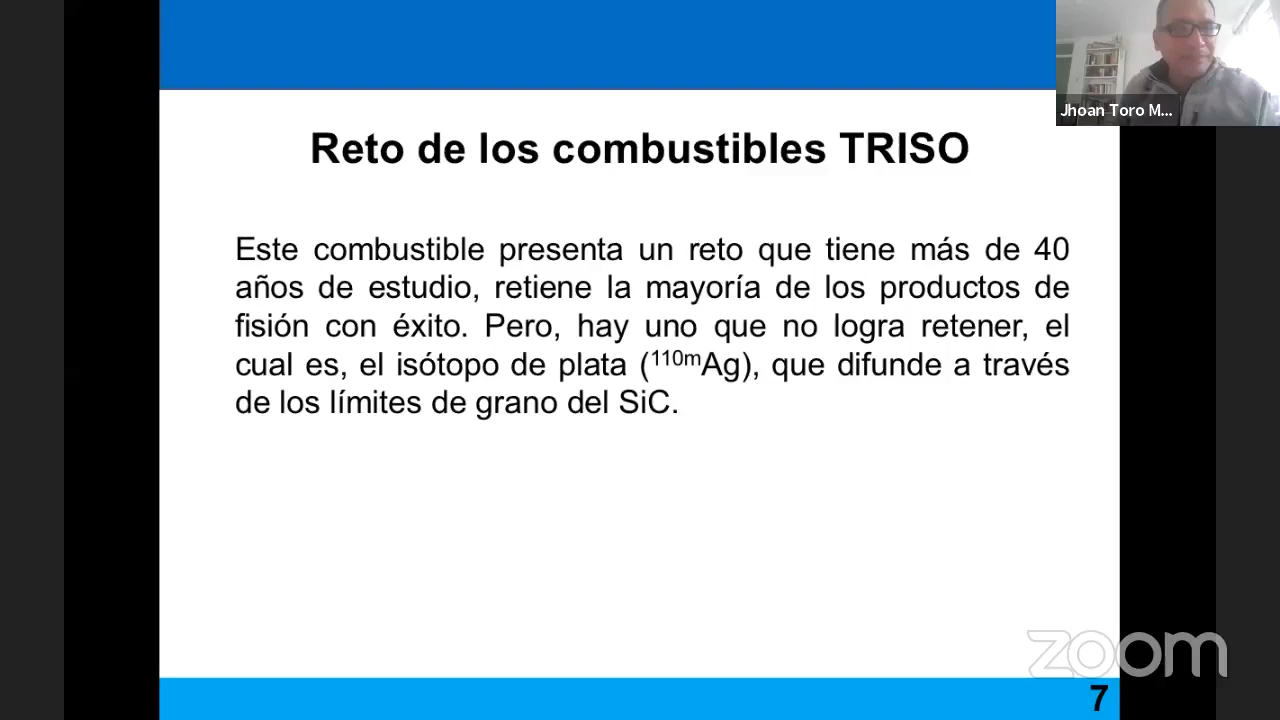 Jhoan Toro M...
Reto de los combustibles TRISO
Este combustible presenta un reto que tiene más de 40
años de estudio, retiene la mayoría de los productos de
fisión con éxito. Pero, hay uno que no logra retener, el
cual es, el isótopo de plata (¹¹⁰ᵐAg), que difunde a través
de los límites de grano del SiC.
zoom
7